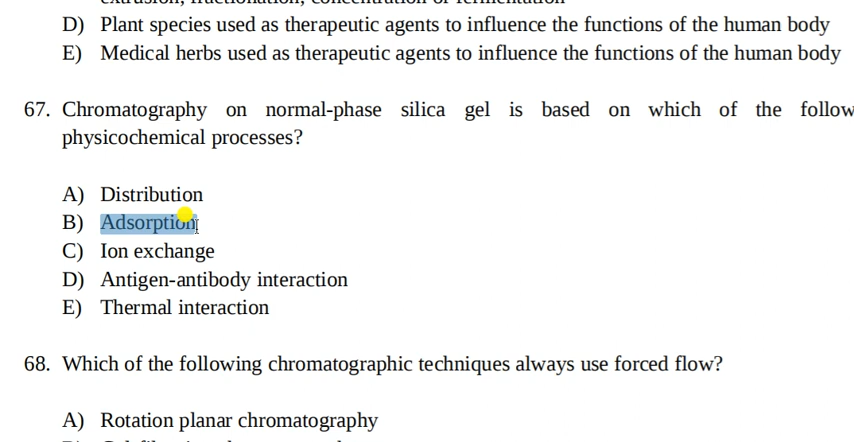 D) Plant species used as therapeutic agents to influence the functions of the human body
E) Medical herbs used as therapeutic agents to influence the functions of the human body
67. Chromatography on normal-phase silica gel is based on which of the follow
physicochemical processes?
A) Distribution
B) Adsorption
C) Ion exchange
D) Antigen-antibody interaction
E) Thermal interaction
68. Which of the following chromatographic techniques always use forced flow?
A) Rotation planar chromatography